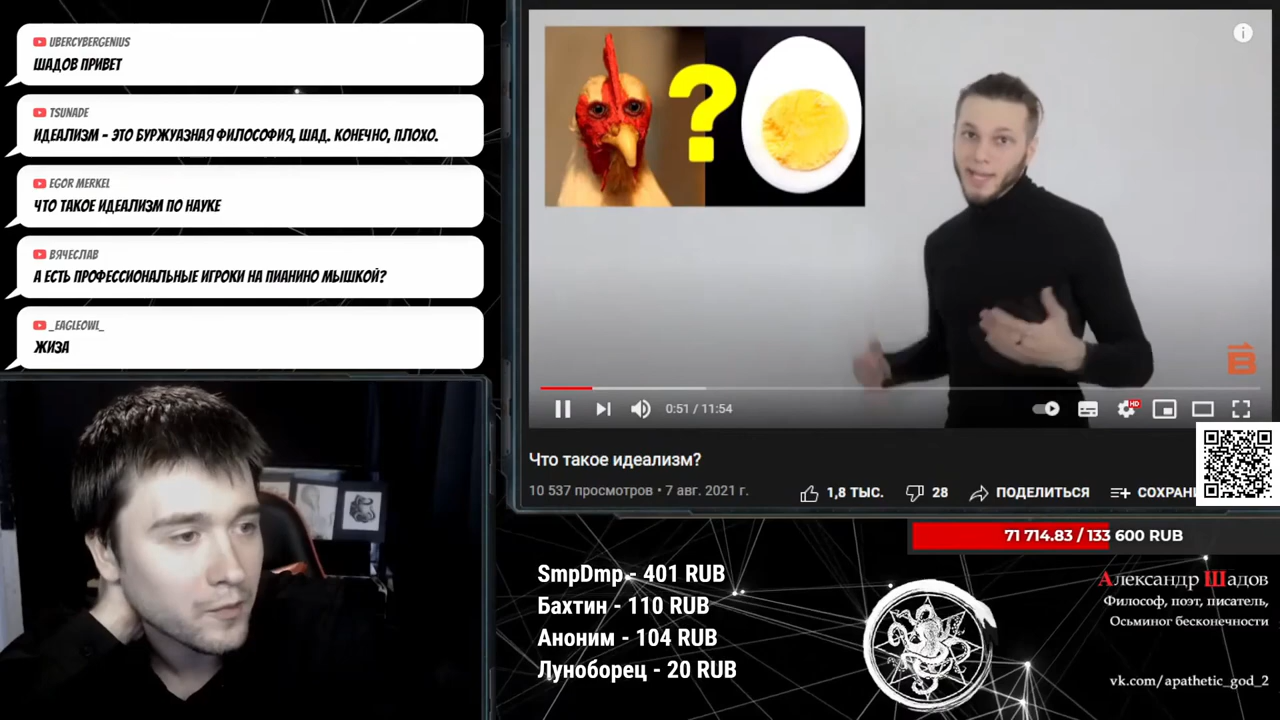 UBERCYBERGENIUS
ШАДОВ ПРИВЕТ
TSUNADE
ИДЕАЛИЗМ - ЭТО БУРЖУАЗНАЯ ФИЛОСОФИЯ, ШАД. КОНЕЧНО, ПЛОХО.
EGOR MERKEL
ЧТО ТАКОЕ ИДЕАЛИЗМ ПО НАУКЕ
ВЯЧЕСЛАВ
А ЕСТЬ ПРОФЕССИОНАЛЬНЫЕ ИГРОКИ НА ПИАНИНО МЫШКОЙ?
_EAGLEOWL_
ЖИЗА
?
B
0:51 / 11:54
HD
Что такое идеализм?
10 537 просмотров • 7 авг. 2021 г.
1,8 ТЫС.
28
ПОДЕЛИТЬСЯ
СОХРАНИ
71 714.83 / 133 600 RUB
SmpDmp - 401 RUB
Бахтин - 110 RUB
Аноним - 104 RUB
Луноборец - 20 RUB
Александр Шадов
Философ, поэт, писатель,
Осьминог бесконечности
vk.com/apathetic_god_2